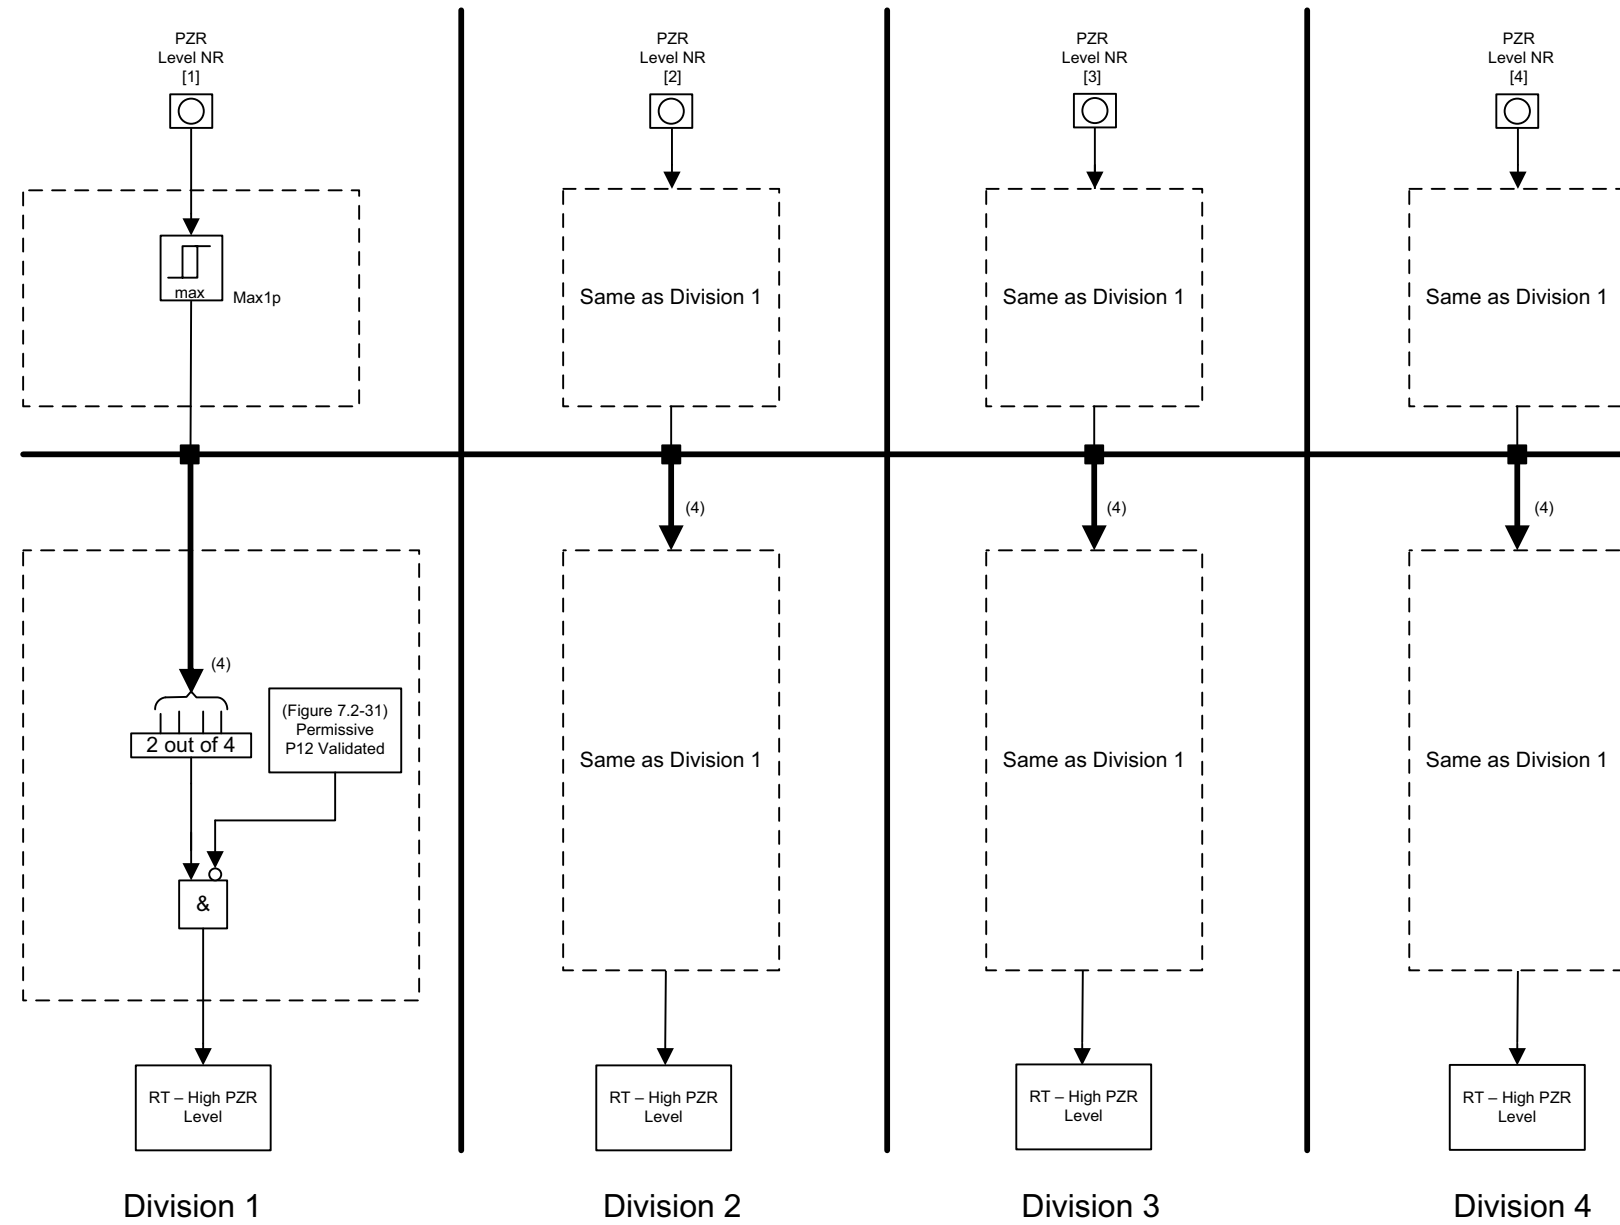 PZR
Level NR
[1]
PZR
Level NR
[2]
PZR
Level NR
[3]
PZR
Level NR
[4]
max
Max1p
Same as Division 1
Same as Division 1
Same as Division 1
(4)
(4)
(4)
(4)
2 out of 4
(Figure 7.2-31)
Permissive
P12 Validated
&
Same as Division 1
Same as Division 1
Same as Division 1
RT – High PZR
Level
RT – High PZR
Level
RT – High PZR
Level
RT – High PZR
Level
Division 1
Division 2
Division 3
Division 4